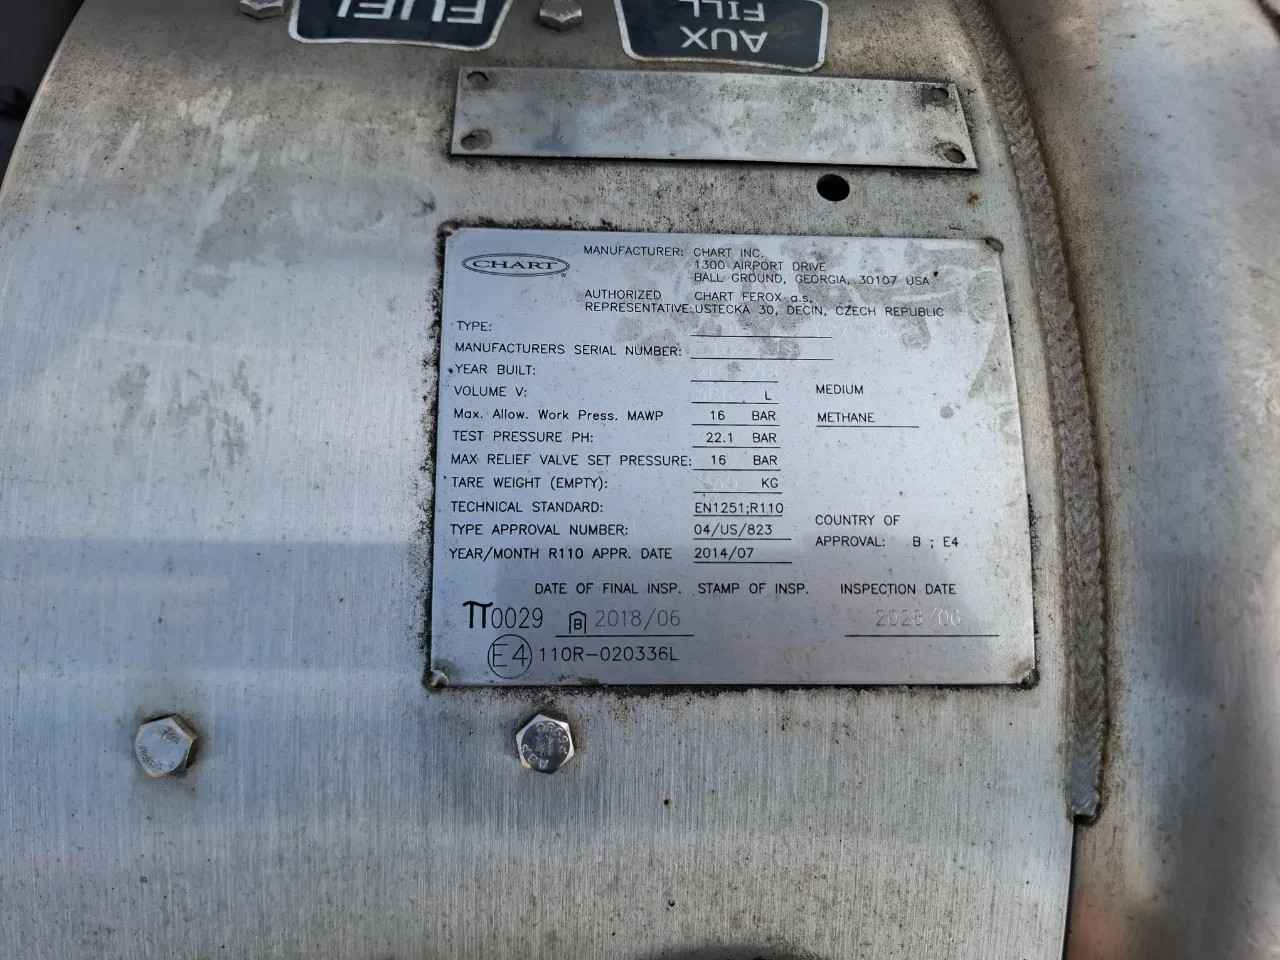 FUEL
AUX
FILL
CHART
MANUFACTURER: CHART INC.
1300 AIRPORT DRIVE
BALL GROUND, GEORGIA, 30107 USA
AUTHORIZED CHART FEROX a.s.
REPRESENTATIVE: USTECKA 30, DECIN, CZECH REPUBLIC
TYPE:
MANUFACTURERS SERIAL NUMBER:
YEAR BUILT:
VOLUME V: L MEDIUM
Max. Allow. Work Press. MAWP 16 BAR METHANE
TEST PRESSURE PH: 22.1 BAR
MAX RELIEF VALVE SET PRESSURE: 16 BAR
TARE WEIGHT (EMPTY): KG
TECHNICAL STANDARD: EN1251;R110
TYPE APPROVAL NUMBER: 04/US/823 COUNTRY OF
YEAR/MONTH R110 APPR. DATE 2014/07 APPROVAL: B ; E4
DATE OF FINAL INSP. STAMP OF INSP. INSPECTION DATE
π0029 B 2018/06 2028/06
E4 110R-020336L